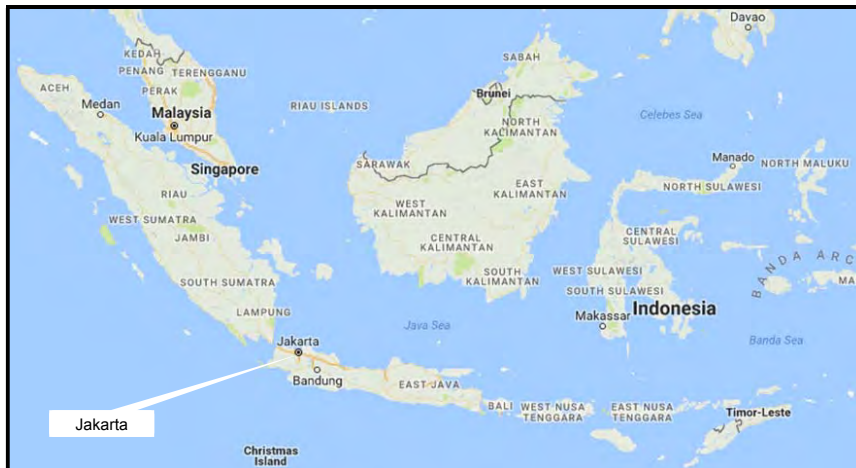 Davao
KEDAH
SABAH
PENANG
TERENGGANU
ACEH
PERAK
Brunei
Medan
Malaysia
RIAU ISLANDS
Kuala Lumpur
NORTH
KALIMANTAN
Celebes Sea
Singapore
SARAWAK
Manado
NORTH MALUKU
RIAU
EAST
KALIMANTAN
NORTH SULAWESI
WEST SUMATRA
WEST
KALIMANTAN
JAMBI
CENTRAL
KALIMANTAN
CENTRAL
SULAWESI
BANDA ARC
SOUTH SUMATRA
SOUTH
KALIMANTAN
WEST SULAWESI
MA
SOUTH SULAWESI
LAMPUNG
Indonesia
Makassar
Java Sea
Banda Sea
Jakarta
Bandung
EAST JAVA
BALI
WEST NUSA
TENGGARA
EAST NUSA
TENGGARA
Timor-Leste
Jakarta
Christmas
Island